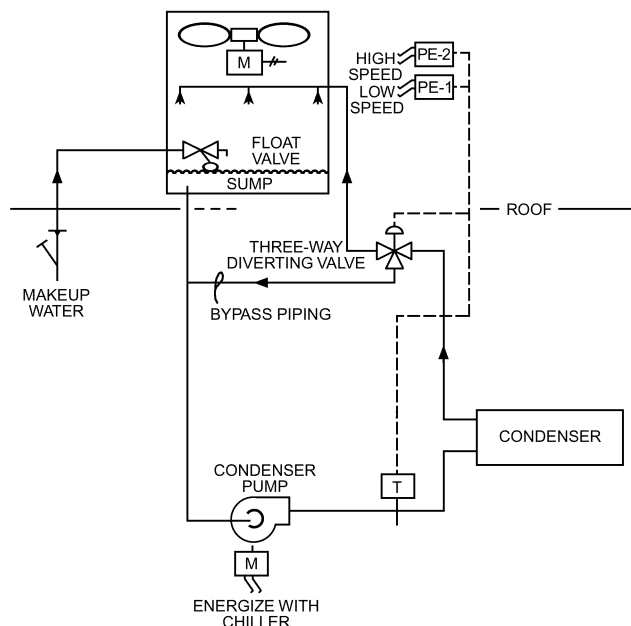 HIGH
SPEED
PE-2
M
LOW
SPEED
PE-1
FLOAT
VALVE
SUMP
ROOF
THREE-WAY
DIVERTING VALVE
MAKEUP
WATER
BYPASS PIPING
CONDENSER
CONDENSER
PUMP
T
M
ENERGIZE WITH
CHILLER